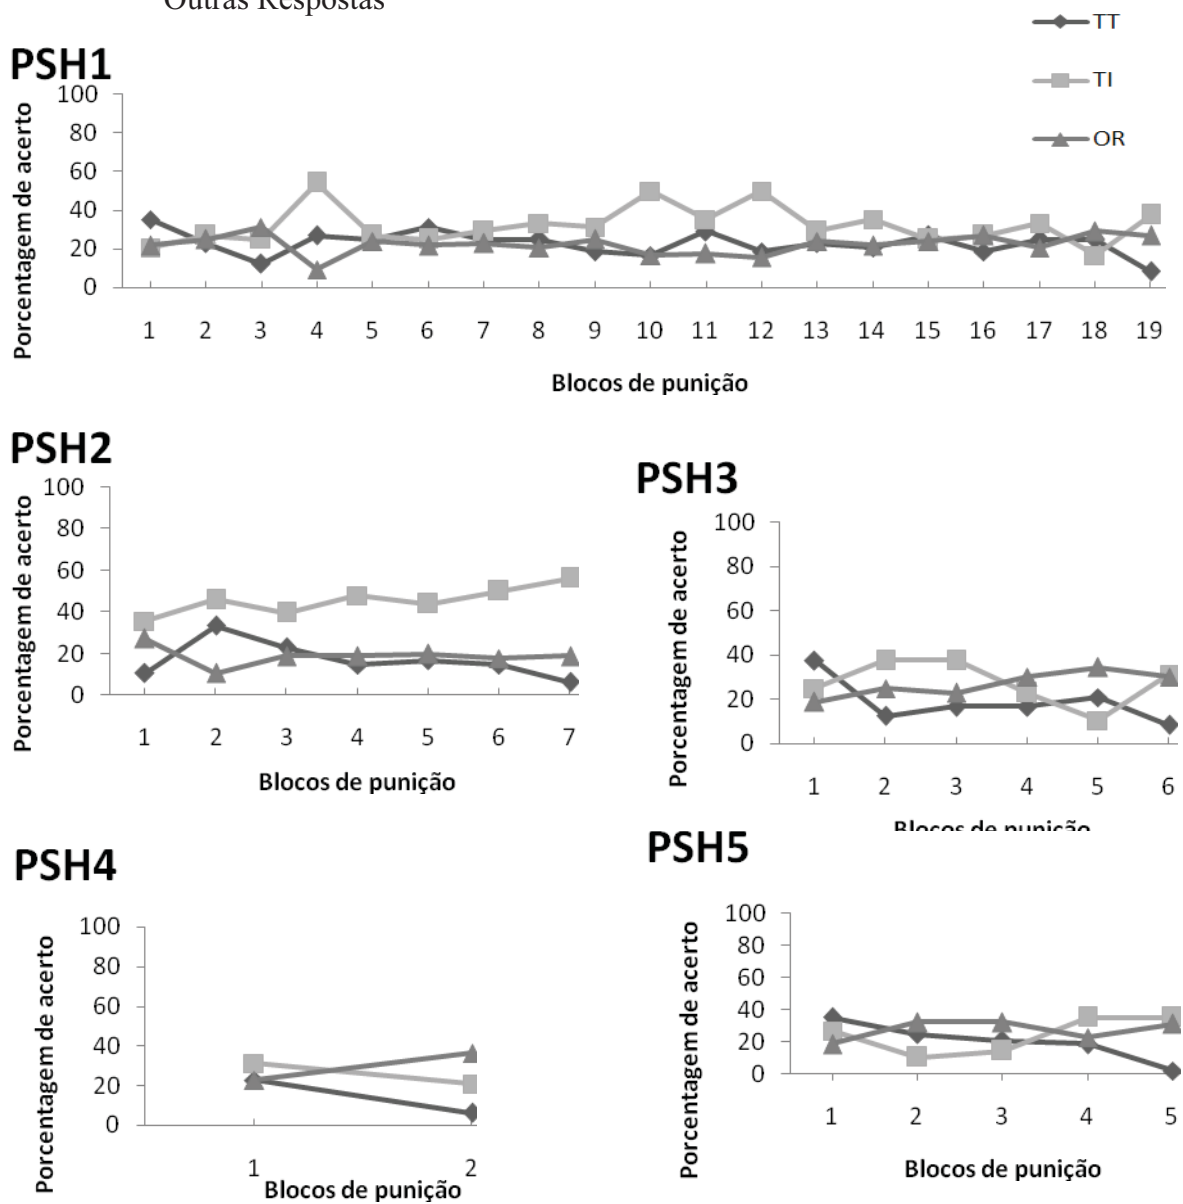 Outras Respostas
TT
TI
OR
PSH1
Porcentagem de acerto
100
80
60
40
20
0
1 2 3 4 5 6 7 8 9 10 11 12 13 14 15 16 17 18 19
Blocos de punição
PSH2
Porcentagem de acerto
100
80
60
40
20
0
1 2 3 4 5 6 7
Blocos de punição
PSH3
Porcentagem de acerto
100
80
60
40
20
0
1 2 3 4 5 6
Blocos de punição
PSH4
Porcentagem de acerto
100
80
60
40
20
0
1 2
Blocos de punição
PSH5
Porcentagem de acerto
100
80
60
40
20
0
1 2 3 4 5
Blocos de punição